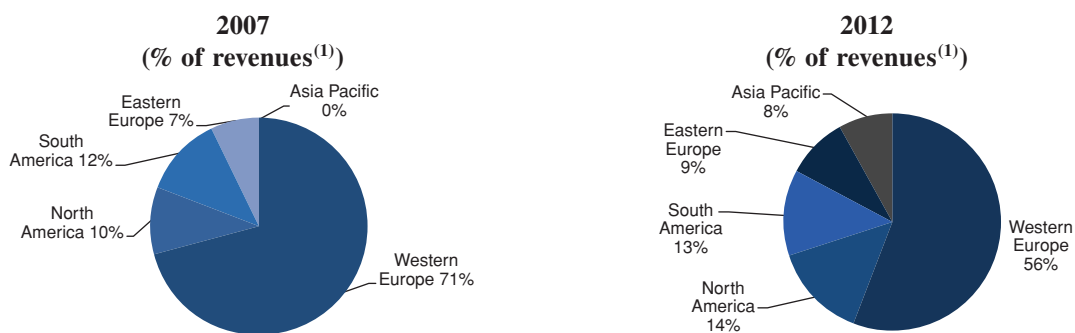 2007
(% of revenues(1))
Asia Pacific
0%
Eastern
Europe 7%
South
America 12%
North
America 10%
Western
Europe 71%
2012
(% of revenues(1))
Asia Pacific
8%
Eastern
Europe
9%
South
America
13%
North
America
14%
Western
Europe
56%